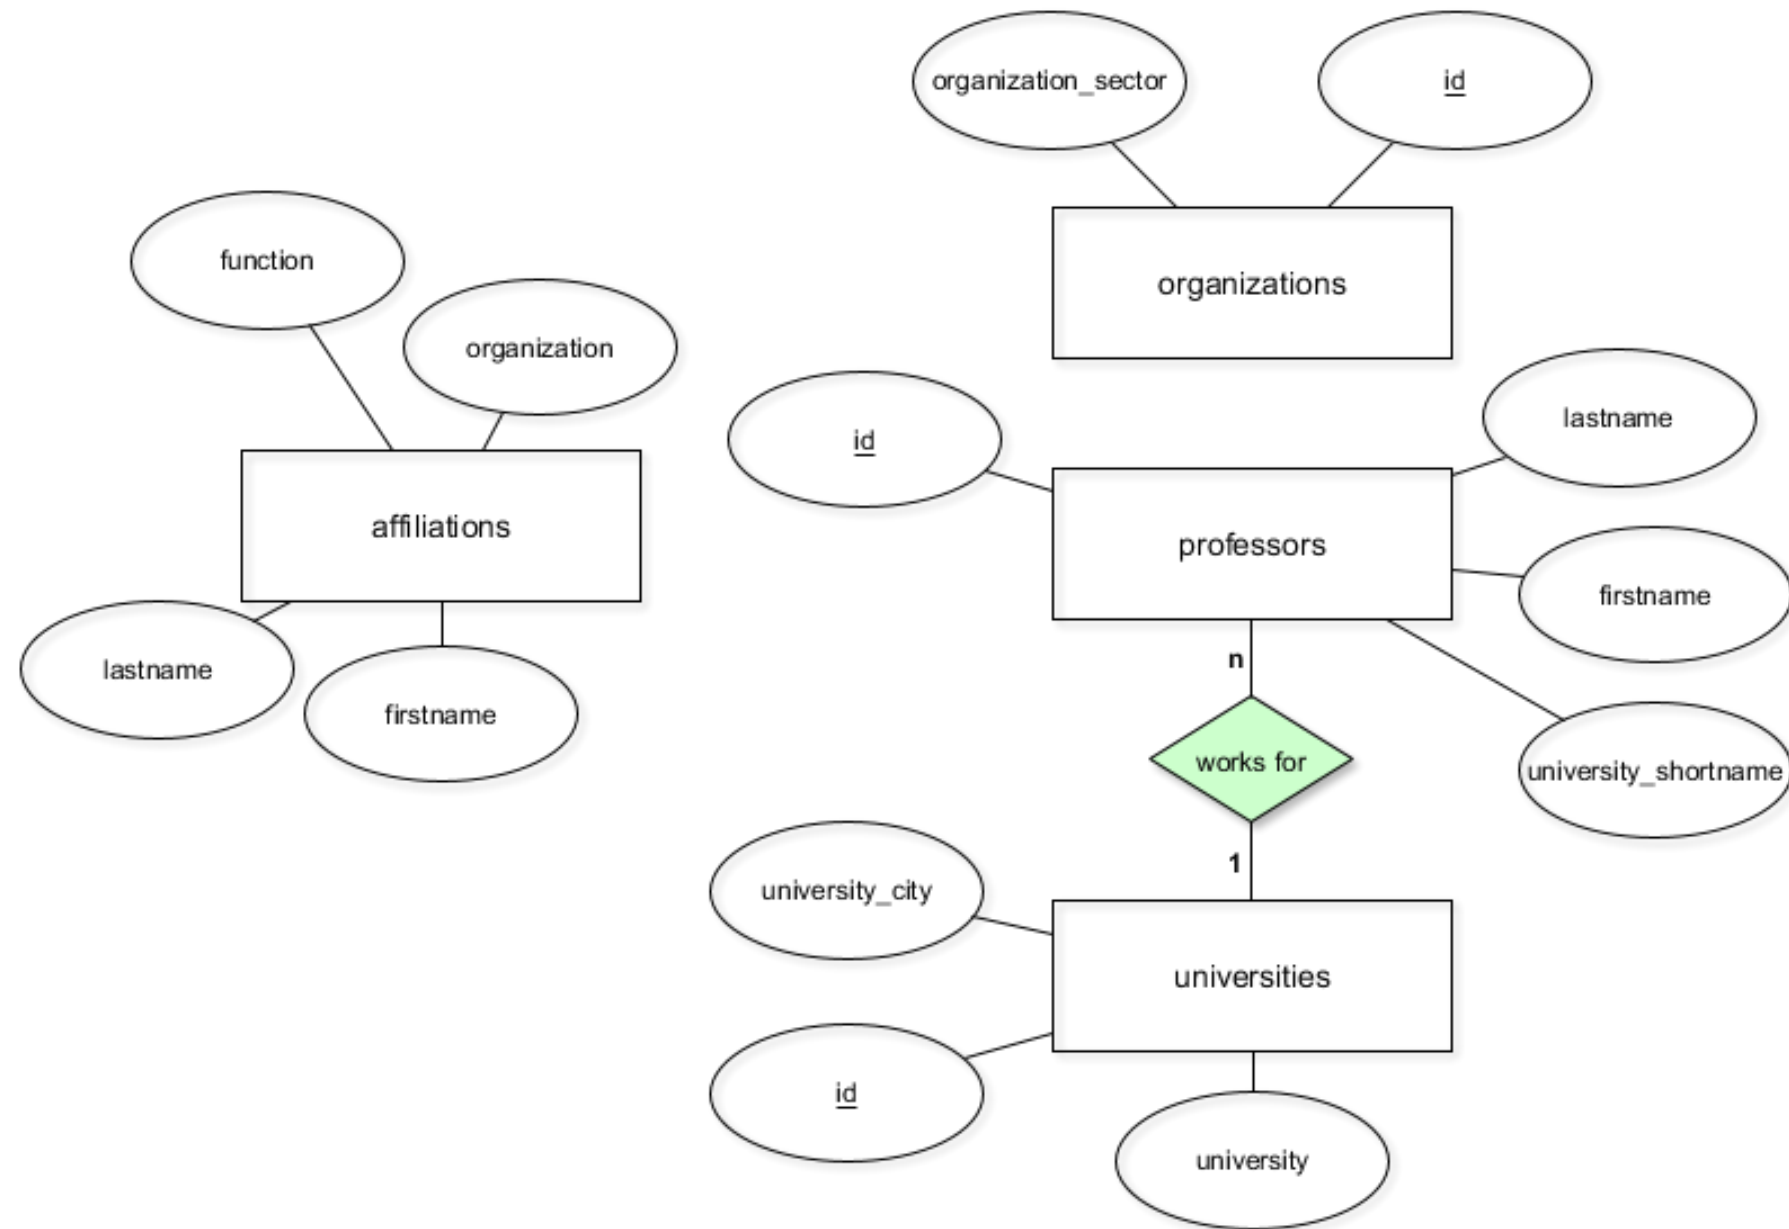 organization_sector
id
function
organizations
organization
lastname
id
affiliations
professors
firstname
lastname
n
firstname
works for
university_shortname
1
university_city
universities
id
university